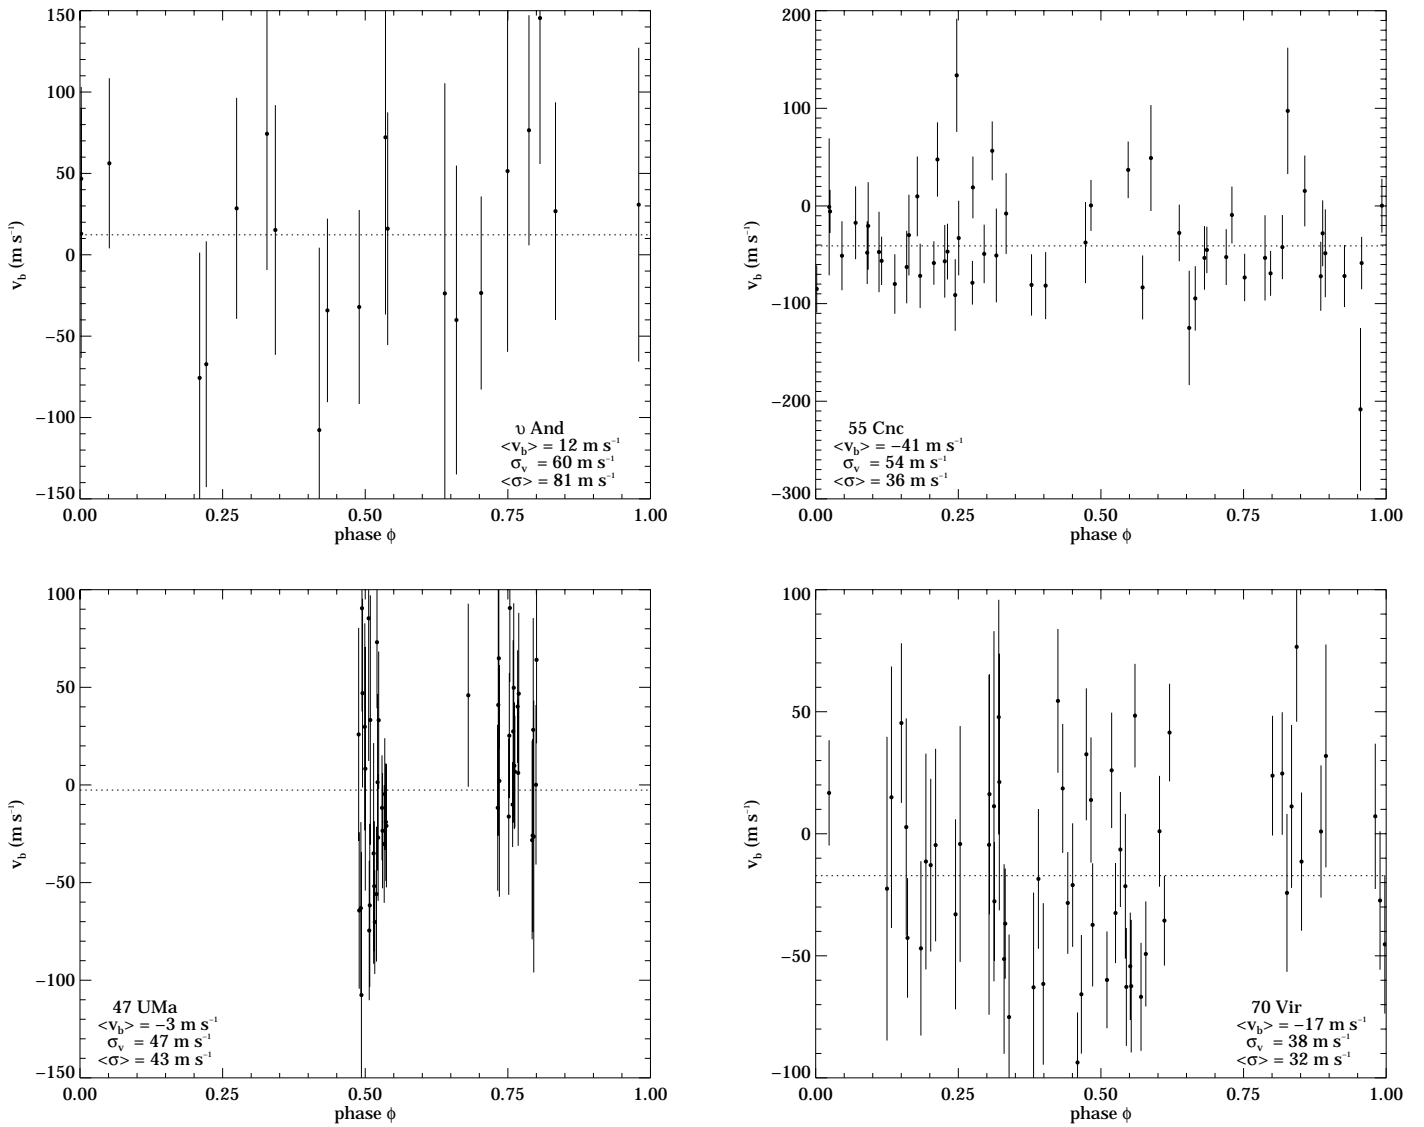 150
100
50
0
−50
−100
−150
v_b (m s⁻¹)
0.00 0.25 0.50 0.75 1.00
phase ϕ
υ And
<v_b> = 12 m s⁻¹
σ_v = 60 m s⁻¹
<σ> = 81 m s⁻¹
200
100
0
−100
−200
−300
v_b (m s⁻¹)
0.00 0.25 0.50 0.75 1.00
phase ϕ
55 Cnc
<v_b> = −41 m s⁻¹
σ_v = 54 m s⁻¹
<σ> = 36 m s⁻¹
100
50
0
−50
−100
−150
v_b (m s⁻¹)
0.00 0.25 0.50 0.75 1.00
phase ϕ
47 UMa
<v_b> = −3 m s⁻¹
σ_v = 47 m s⁻¹
<σ> = 43 m s⁻¹
100
50
0
−50
−100
v_b (m s⁻¹)
0.00 0.25 0.50 0.75 1.00
phase ϕ
70 Vir
<v_b> = −17 m s⁻¹
σ_v = 38 m s⁻¹
<σ> = 32 m s⁻¹